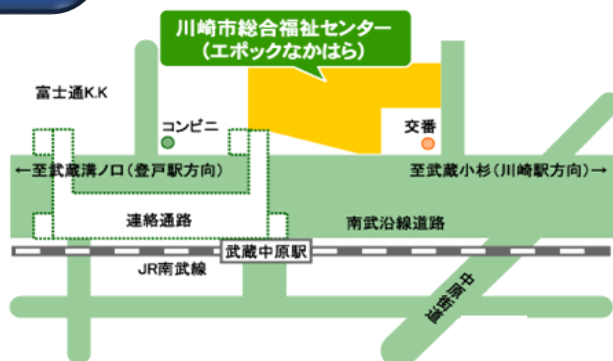 川崎市総合福祉センター
(エポックなかはら)
富士通K.K
コンビニ
交番
←至武蔵溝ノ口(登戸駅方向)
至武蔵小杉(川崎駅方向)→
連絡通路
南武沿線道路
武蔵中原駅
JR南武線
中原街道